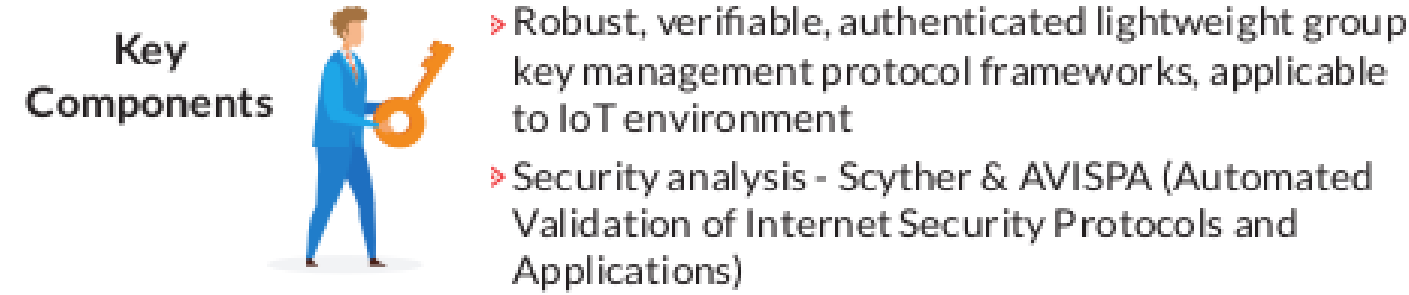 Key
Components
Robust, verifiable, authenticated lightweight group
key management protocol frameworks, applicable
to IoT environment
Security analysis - Scyther & AVISPA (Automated
Validation of Internet Security Protocols and
Applications)